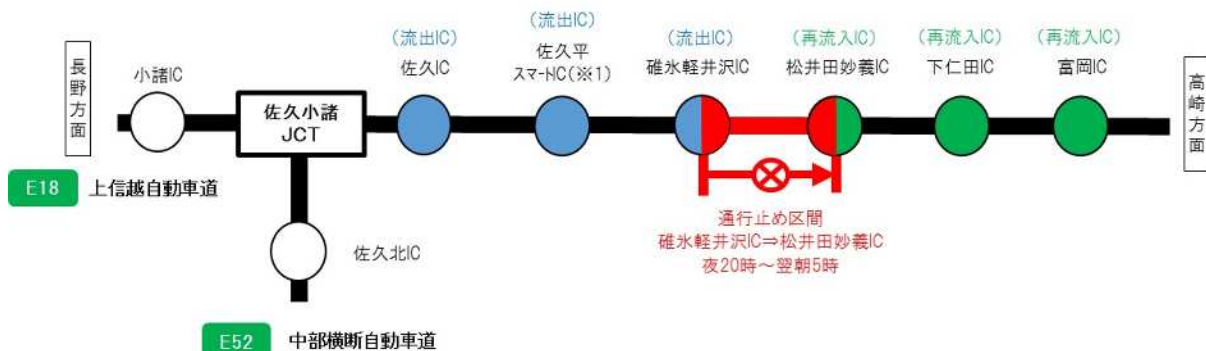 (流出IC)
(流出IC)
(流出IC)
(再流入IC)
(再流入IC)
(再流入IC)
長野方面
小諸IC
佐久小諸
JCT
佐久IC
佐久平
スマートIC(※1)
碓氷軽井沢IC
松井田妙義IC
下仁田IC
富岡IC
高崎方面
E18 上信越自動車道
佐久北IC
通行止め区間
碓氷軽井沢IC⇒松井田妙義IC
夜20時～翌朝5時
E52 中部横断自動車道